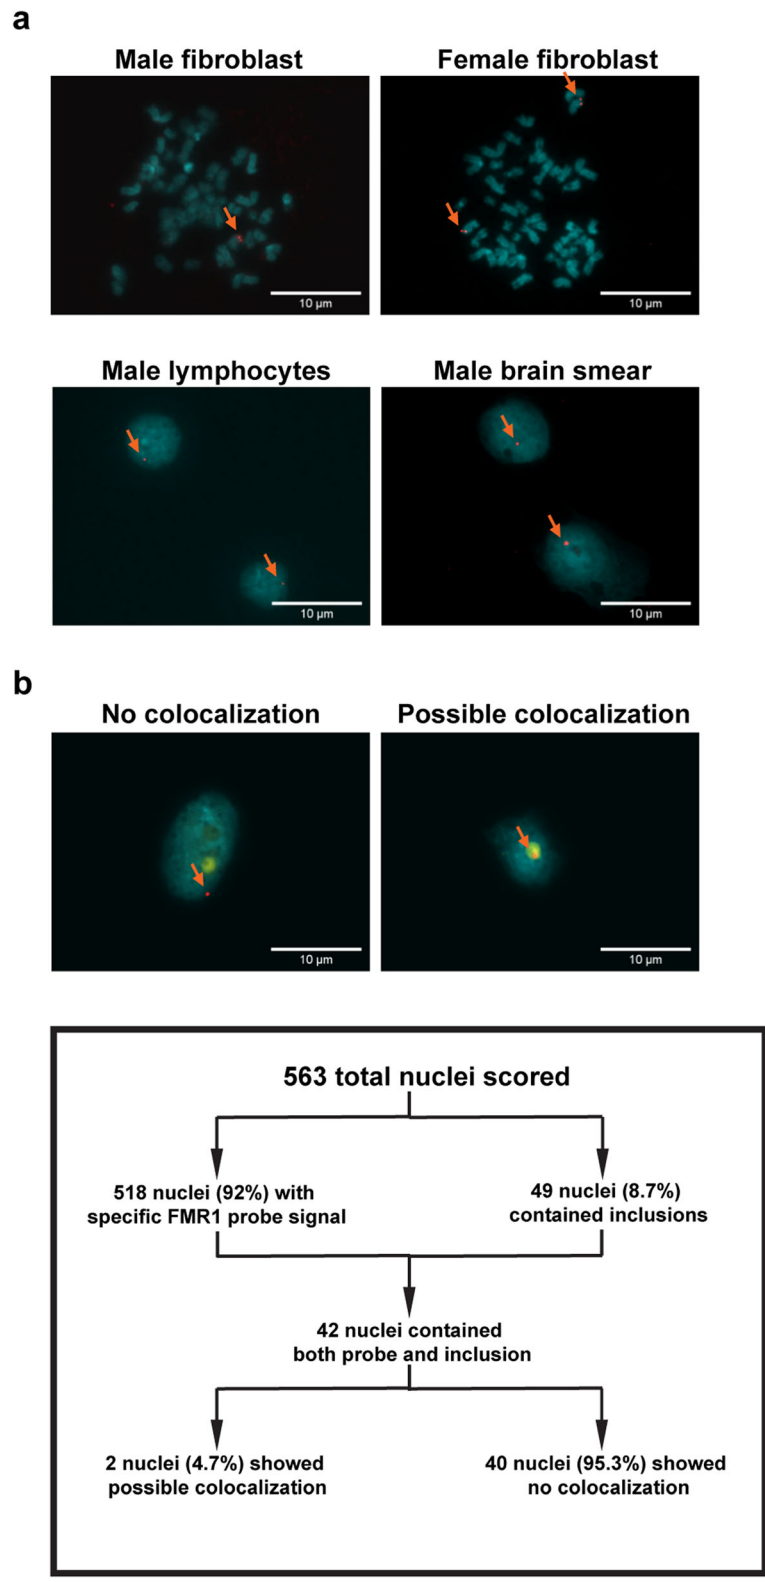 a
Male fibroblast
Female fibroblast
10 µm
10 µm
Male lymphocytes
Male brain smear
10 µm
10 µm
b
No colocalization
Possible colocalization
10 µm
10 µm
563 total nuclei scored
518 nuclei (92%) with
specific FMR1 probe signal
49 nuclei (8.7%)
contained inclusions
42 nuclei contained
both probe and inclusion
2 nuclei (4.7%) showed
possible colocalization
40 nuclei (95.3%) showed
no colocalization